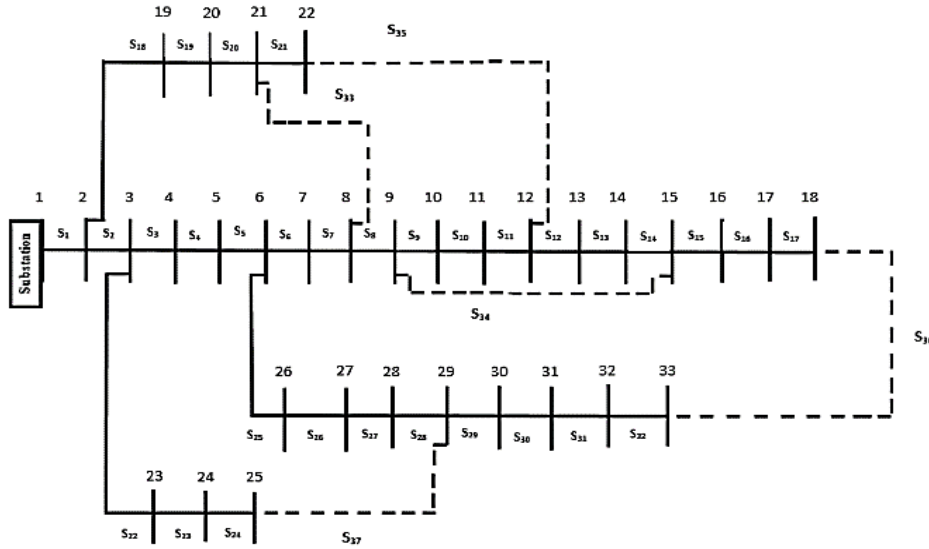 19 20 21 22
S₁₈ S₁₉ S₂₀ S₂₁
S₃₅
S₃₃
1 2 3 4 5 6 7 8 9 10 11 12 13 14 15 16 17 18
Substation
S₁ S₂ S₃ S₄ S₅ S₆ S₇ S₈ S₉ S₁₀ S₁₁ S₁₂ S₁₃ S₁₄ S₁₅ S₁₆ S₁₇
S₃₄
26 27 28 29 30 31 32 33
S₂₅ S₂₆ S₂₇ S₂₈ S₂₉ S₃₀ S₃₁
23 24 25
S₂₂ S₂₃ S₂₄
S₃₇